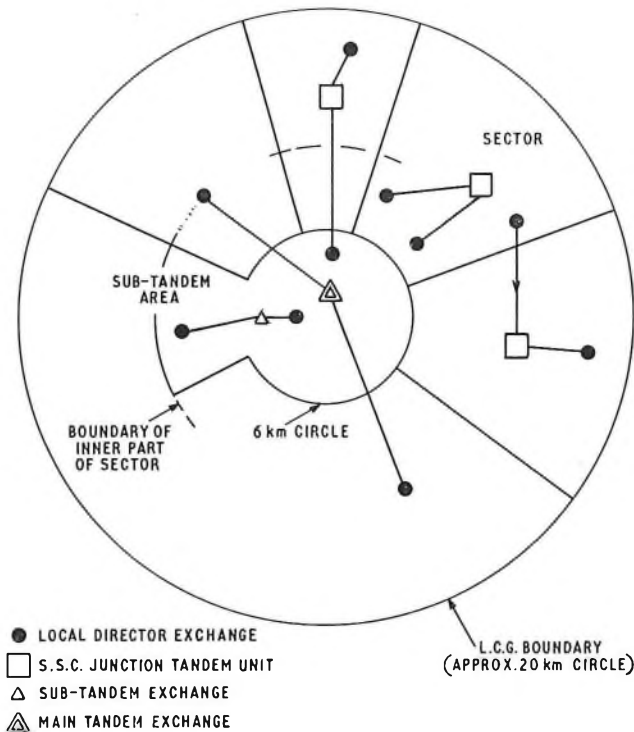 SECTOR
SUB-TANDEM
AREA
BOUNDARY OF
INNER PART
OF SECTOR
6 km CIRCLE
L.C.G. BOUNDARY
(APPROX. 20 km CIRCLE)
LOCAL DIRECTOR EXCHANGE
S.S.C. JUNCTION TANDEM UNIT
SUB-TANDEM EXCHANGE
MAIN TANDEM EXCHANGE